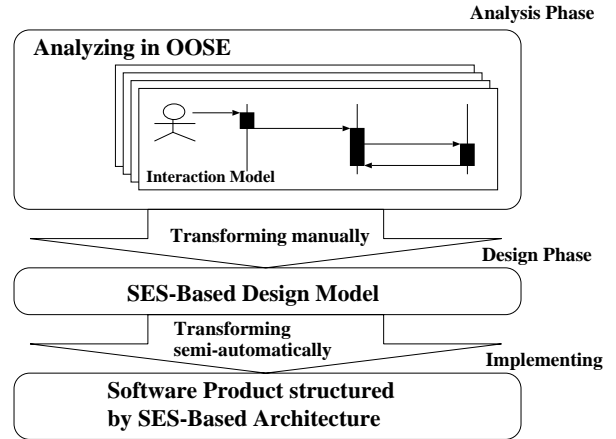 Analysis Phase
Analyzing in OOSE
Interaction Model
Transforming manually
Design Phase
SES-Based Design Model
Transforming
semi-automatically
Implementing
Software Product structured
by SES-Based Architecture